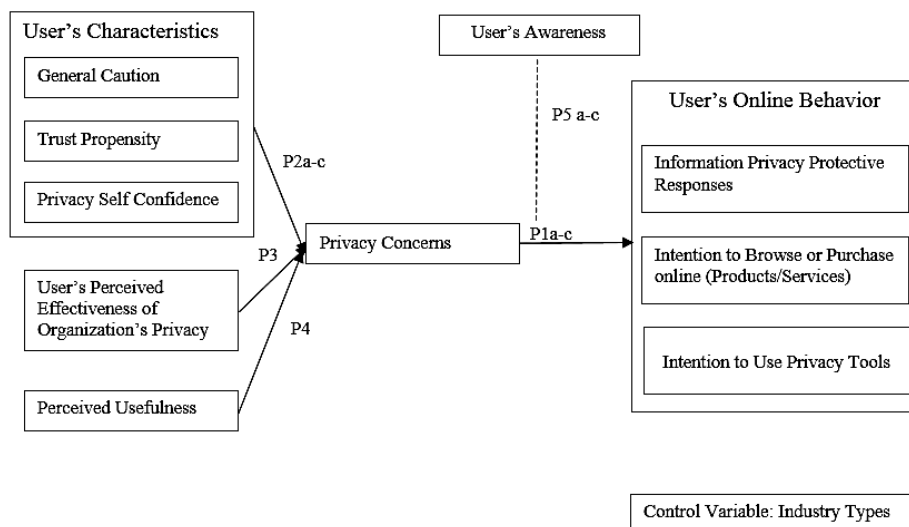 User's Characteristics
General Caution
Trust Propensity
Privacy Self Confidence
User's Perceived
Effectiveness of
Organization's Privacy
Perceived Usefulness
P2a-c
P3
P4
Privacy Concerns
User's Awareness
P5 a-c
P1a-c
User's Online Behavior
Information Privacy Protective
Responses
Intention to Browse or Purchase
online (Products/Services)
Intention to Use Privacy Tools
Control Variable: Industry Types